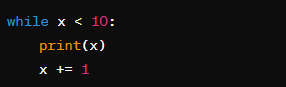 while x < 10:
    print(x)
    x += 1